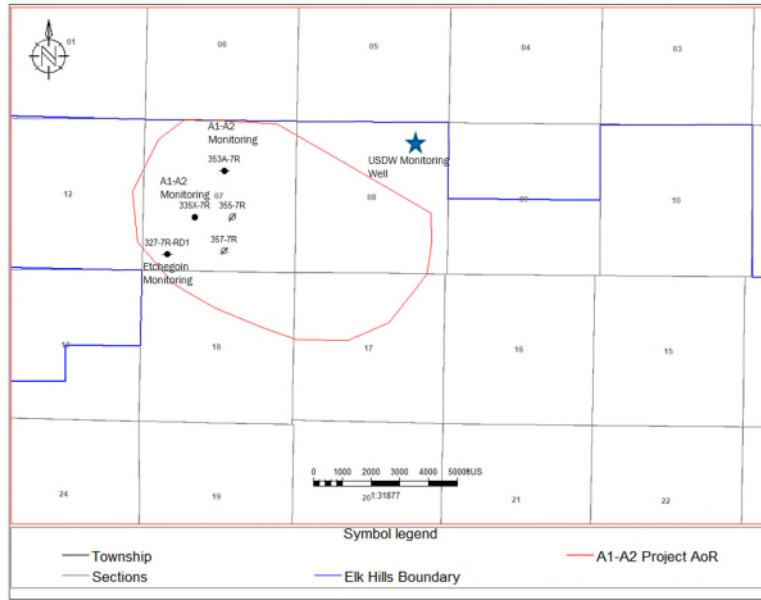 01
06
05
04
03
N
A1-A2
Monitoring
353A-7R
USDW Monitoring
Well
A1-A2
Monitoring
07
12
08
09
10
335X-7R
355-7R
327-7R-RD1
357-7R
Etchegoin
Monitoring
13
18
17
16
15
0 1000 2000 3000 4000 5000ftUS
1:31877
24
19
20
21
22
Symbol legend
Township
A1-A2 Project AoR
Sections
Elk Hills Boundary